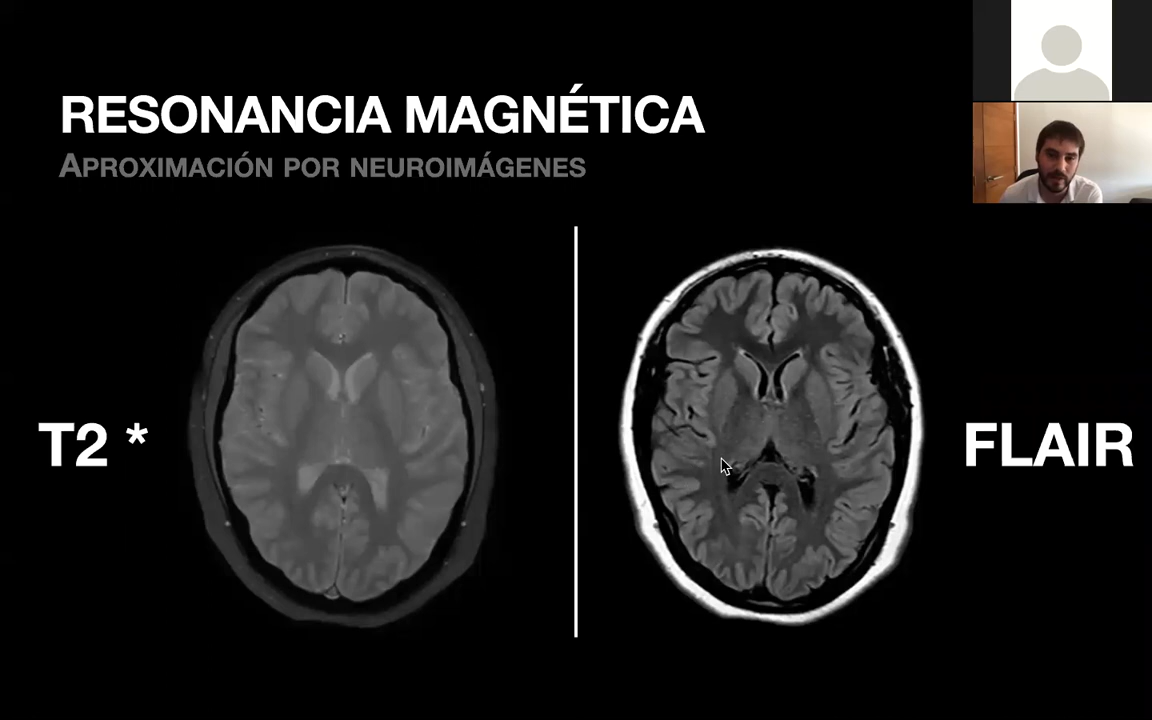 RESONANCIA MAGNÉTICA
APROXIMACIÓN POR NEUROIMÁGENES
T2 *
FLAIR